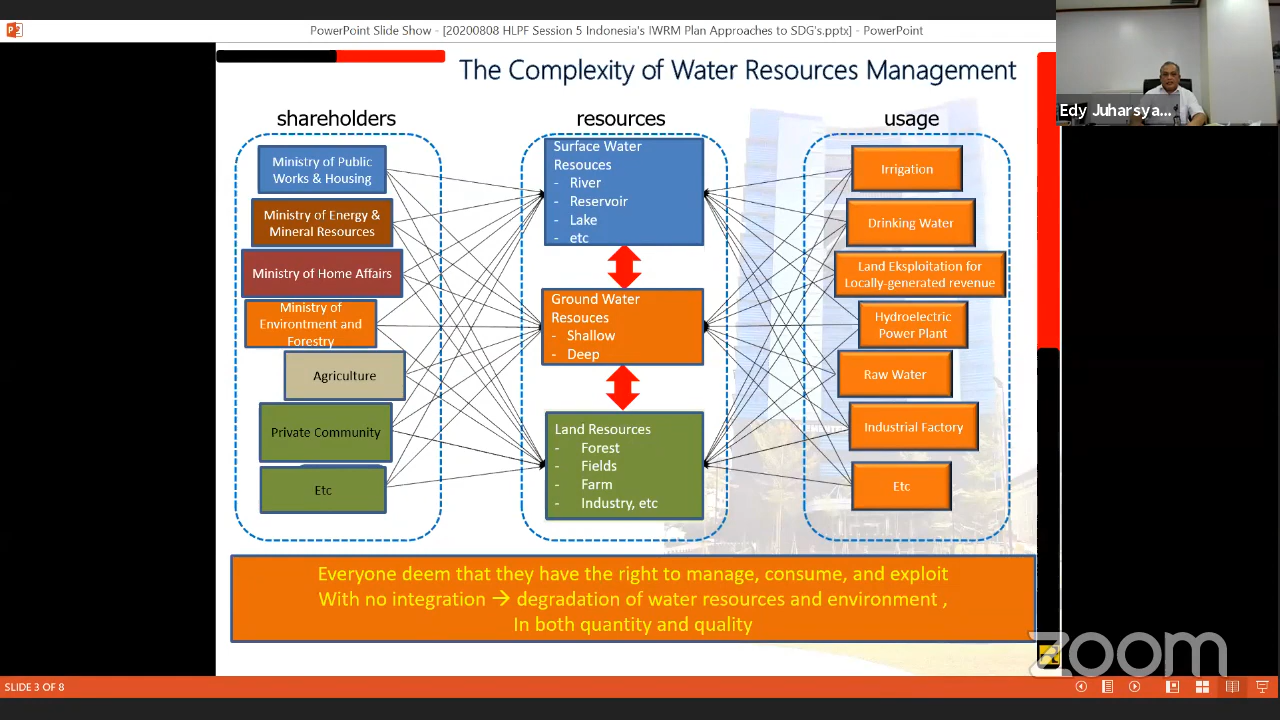 PowerPoint Slide Show - [20200808 HLPF Session 5 Indonesia's IWRM Plan Approaches to SDG's.pptx] - PowerPoint
The Complexity of Water Resources Management
Edy Juharsya...
shareholders
Ministry of Public
Works & Housing
Ministry of Energy &
Mineral Resources
Ministry of Home Affairs
Ministry of
Environtment and
Forestry
Agriculture
Private Community
Etc
resources
Surface Water
Resouces
- River
- Reservoir
- Lake
- etc
Ground Water
Resouces
- Shallow
- Deep
Land Resources
- Forest
- Fields
- Farm
- Industry, etc
usage
Irrigation
Drinking Water
Land Eksploitation for
Locally-generated revenue
Hydroelectric
Power Plant
Raw Water
Industrial Factory
Etc
Everyone deem that they have the right to manage, consume, and exploit
With no integration → degradation of water resources and environment ,
In both quantity and quality
zoom
SLIDE 3 OF 8